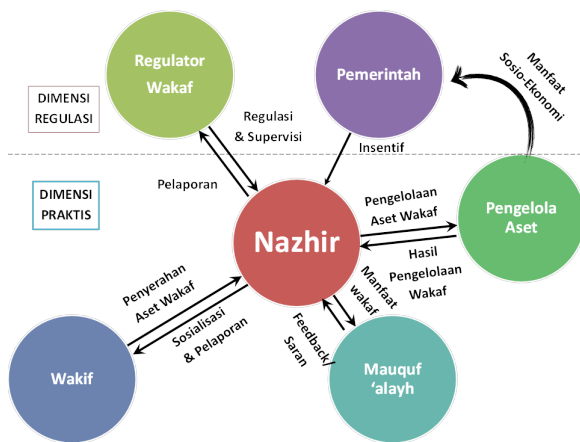 Regulator
Wakaf
Pemerintah
Manfaat
Sosio-Ekonomi
DIMENSI
REGULASI
Regulasi
& Supervisi
Insentif
Pelaporan
DIMENSI
PRAKTIS
Nazhir
Pengelolaan
Aset Wakaf
Pengelola
Aset
Hasil
Pengelolaan
Wakaf
Penyerahan
Aset Wakaf
Sosialisasi
& Pelaporan
Manfaat
wakaf
Feedback/
Saran
Wakif
Mauquf
‘alayh